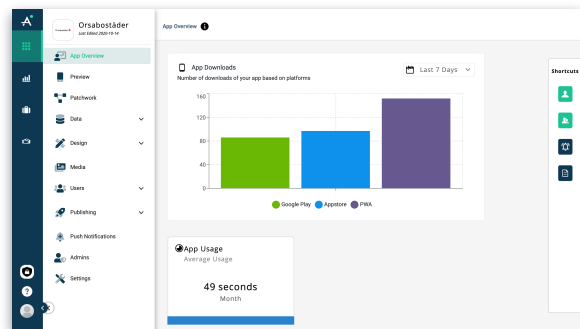 Orsabostäder
Last Edited 2020-10-14
App Overview
Preview
Patchwork
Data
Design
Media
Users
Publishing
Push Notifications
Admins
Settings
App Overview
App Downloads
Number of downloads of your app based on platforms
Last 7 Days
160
120
80
40
0
Google Play Appstore PWA
App Usage
Average Usage
49 seconds
Month
Shortcuts